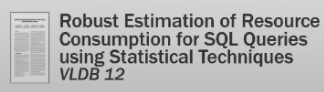 Robust Estimation of Resource
Consumption for SQL Queries
using Statistical Techniques
VLDB 12